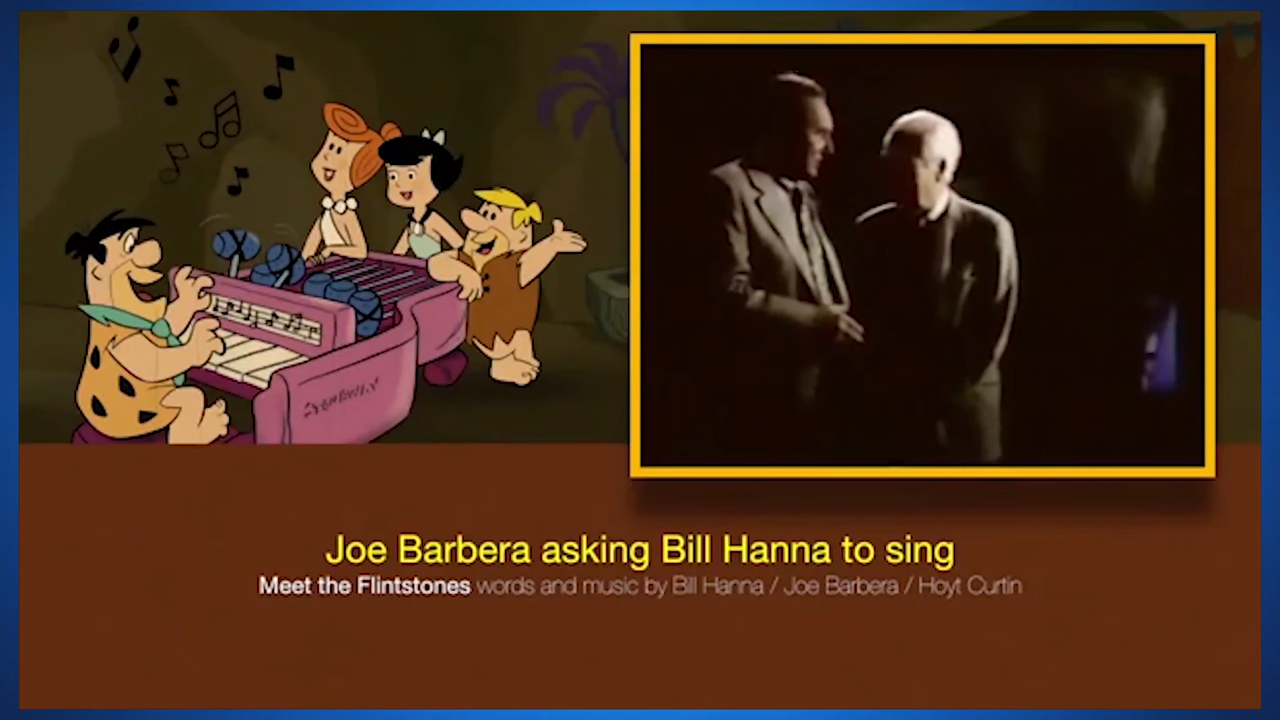 Joe Barbera asking Bill Hanna to sing
Meet the Flintstones words and music by Bill Hanna / Joe Barbera / Hoyt Curtin